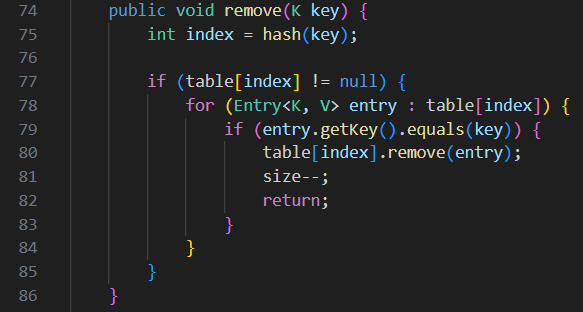 74 public void remove(K key) {
75 int index = hash(key);
76
77 if (table[index] != null) {
78 for (Entry<K, V> entry : table[index]) {
79 if (entry.getKey().equals(key)) {
80 table[index].remove(entry);
81 size--;
82 return;
83 }
84 }
85 }
86 }